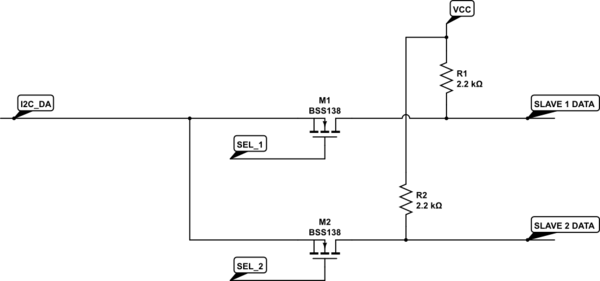 VCC
R1
2.2 kΩ
I2C_DA
M1
BSS138
SLAVE 1 DATA
SEL_1
R2
2.2 kΩ
M2
BSS138
SLAVE 2 DATA
SEL_2